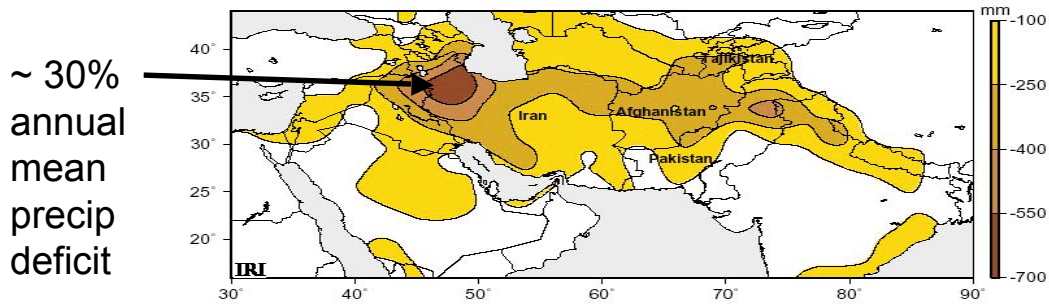 ~ 30%
annual
mean
precip
deficit
40°
35°
30°
25°
20°
30°
40°
50°
60°
70°
80°
90°
Tajikistan
Iran
Afghanistan
Pakistan
IRI
mm
-100
-250
-400
-550
-700